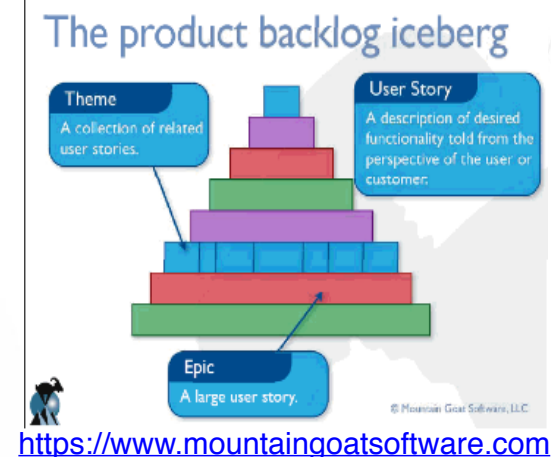 The product backlog iceberg
Theme
A collection of related
user stories.
User Story
A description of desired
functionality told from the
perspective of the user or
customer.
Epic
A large user story.
© Mountain Goat Software, LLC
https://www.mountaingoatsoftware.com